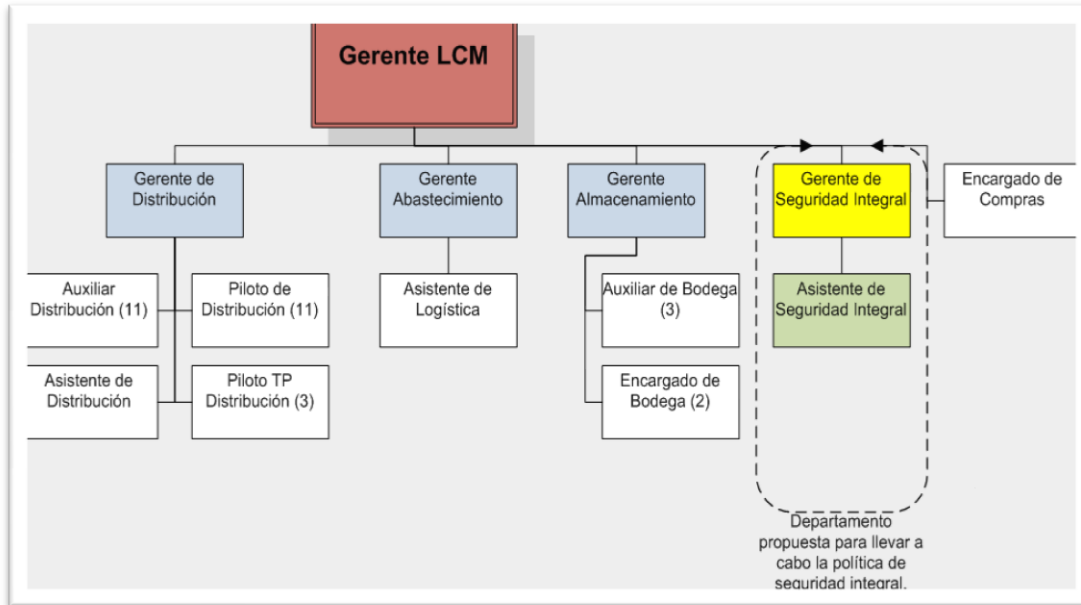 Gerente LCM
Gerente de
Distribución
Gerente
Abastecimiento
Gerente
Almacenamiento
Gerente de
Seguridad Integral
Encargado de
Compras
Auxiliar
Distribución (11)
Piloto de
Distribución (11)
Asistente de
Logística
Auxiliar de Bodega
(3)
Asistente de
Seguridad Integral
Asistente de
Distribución
Piloto TP
Distribución (3)
Encargado de
Bodega (2)
Departamento
propuesta para llevar a
cabo la política de
seguridad integral.